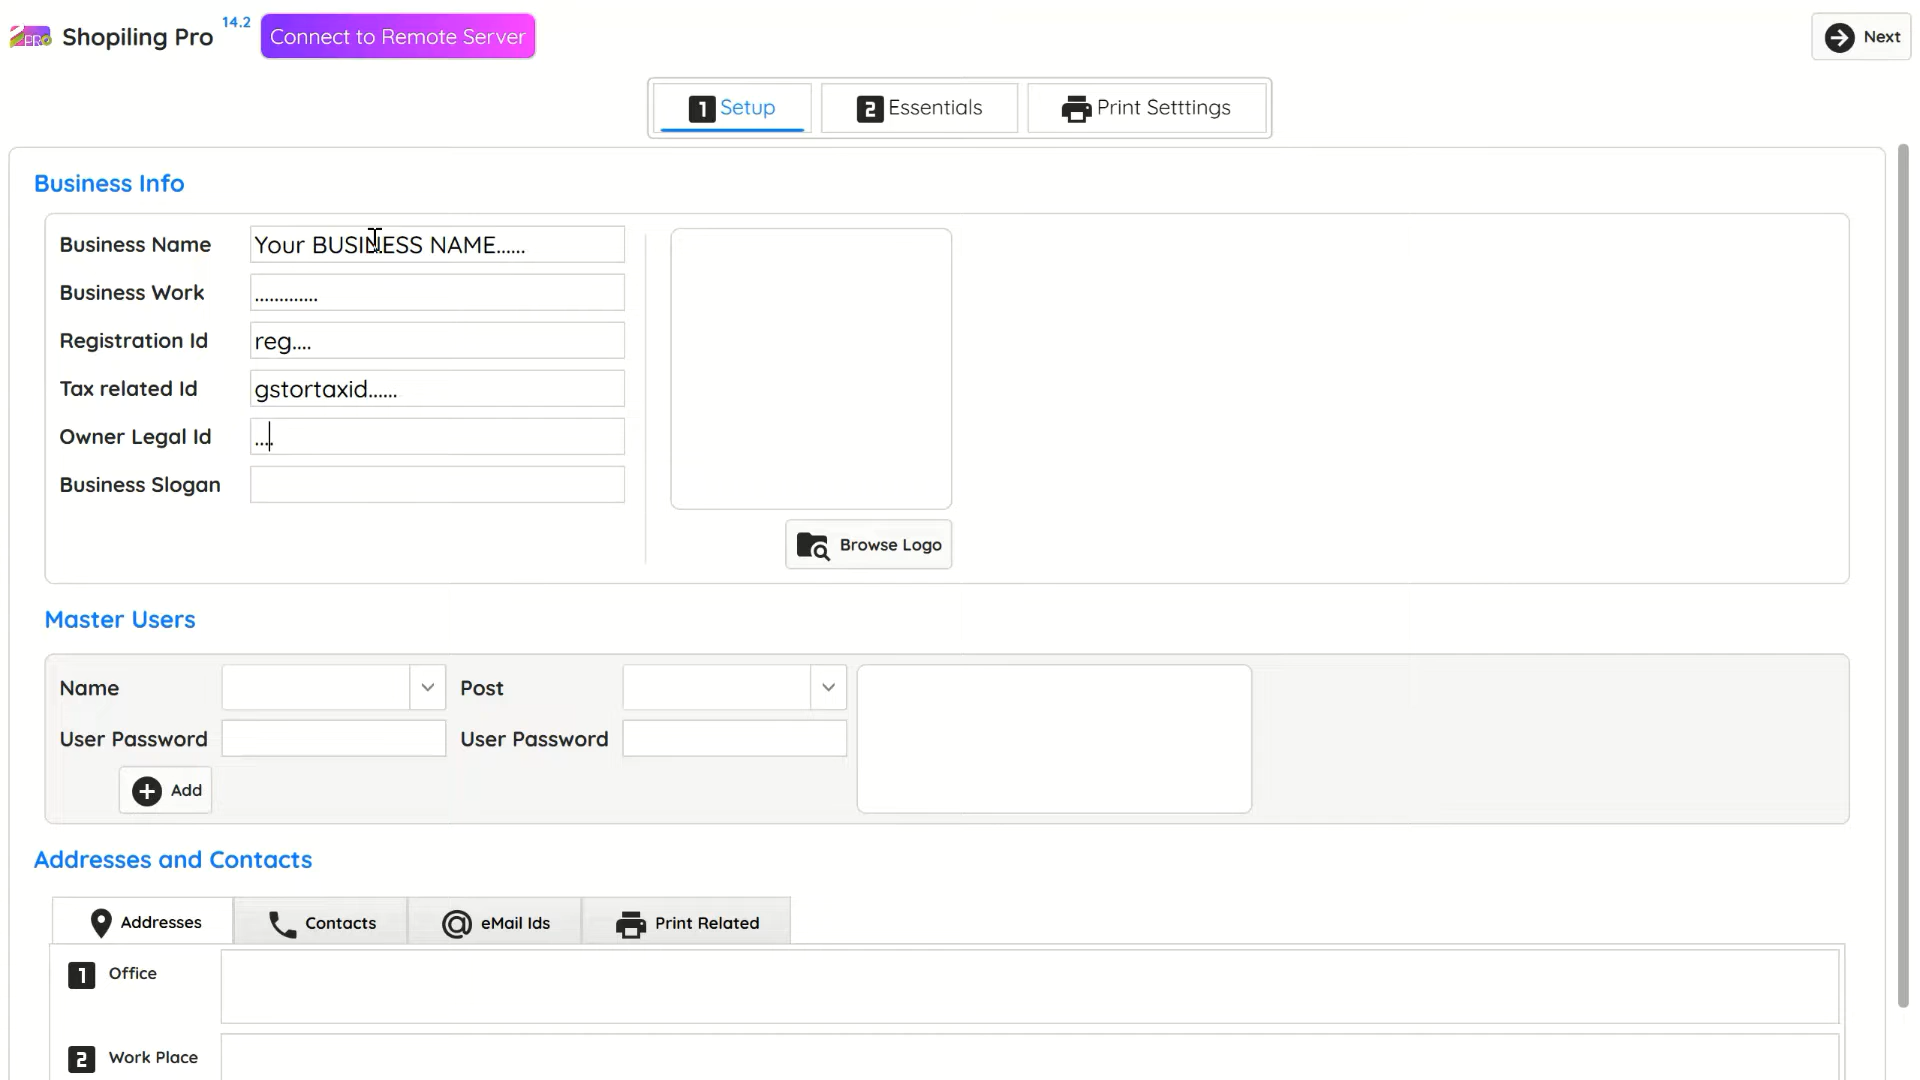 Shopiling Pro 14.2 Connect to Remote Server Next
1 Setup 2 Essentials Print Setttings
Business Info
Business Name Your BUSINESS NAME......
Business Work .............
Registration Id reg....
Tax related Id gstortaxid......
Owner Legal Id ....
Business Slogan
Browse Logo
Master Users
Name Post
User Password User Password
Add
Addresses and Contacts
Addresses Contacts eMail Ids Print Related
1 Office
2 Work Place